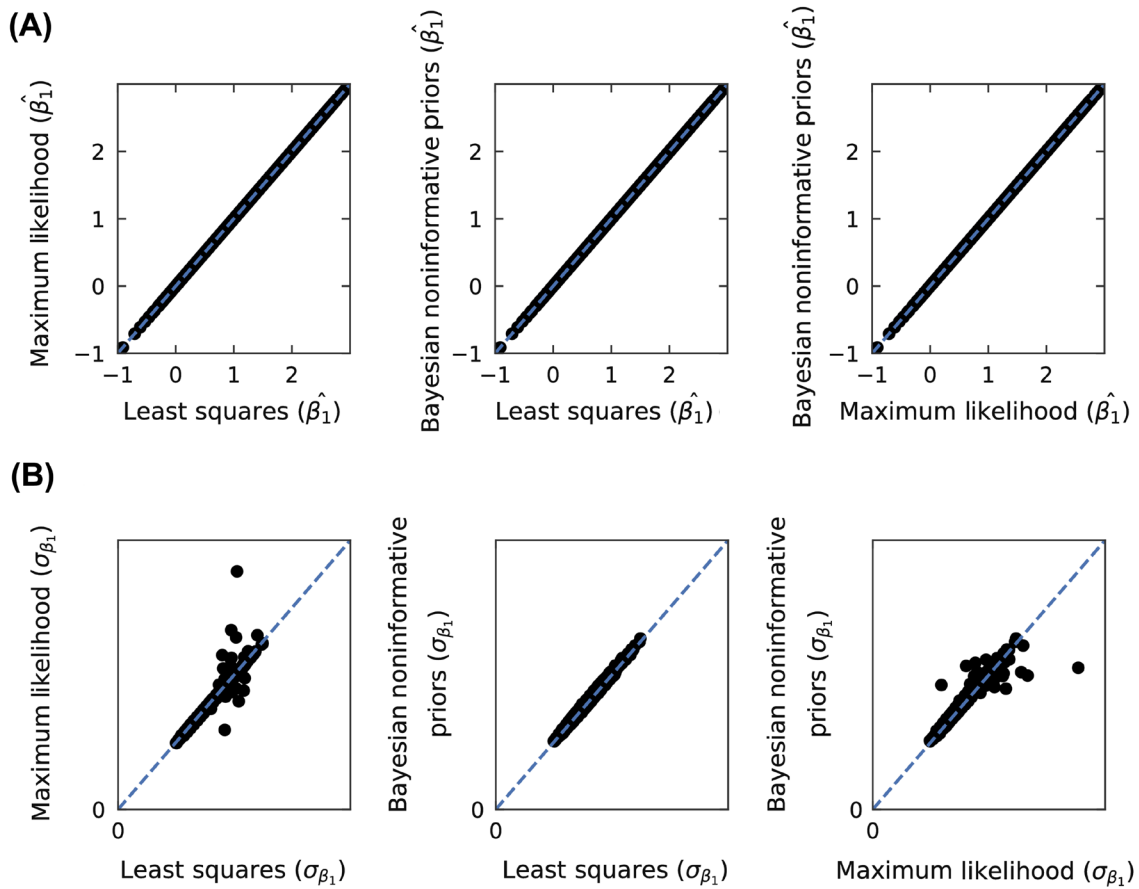 (A)
Maximum likelihood (β̂₁)
2
1
0
−1
−1 0 1 2
Least squares (β̂₁)
Bayesian noninformative priors (β̂₁)
2
1
0
−1
−1 0 1 2
Least squares (β̂₁)
Bayesian noninformative priors (β̂₁)
2
1
0
−1
−1 0 1 2
Maximum likelihood (β̂₁)
(B)
Maximum likelihood (σβ₁)
0
0
Least squares (σβ₁)
Bayesian noninformative
priors (σβ₁)
0
0
Least squares (σβ₁)
Bayesian noninformative
priors (σβ₁)
0
0
Maximum likelihood (σβ₁)